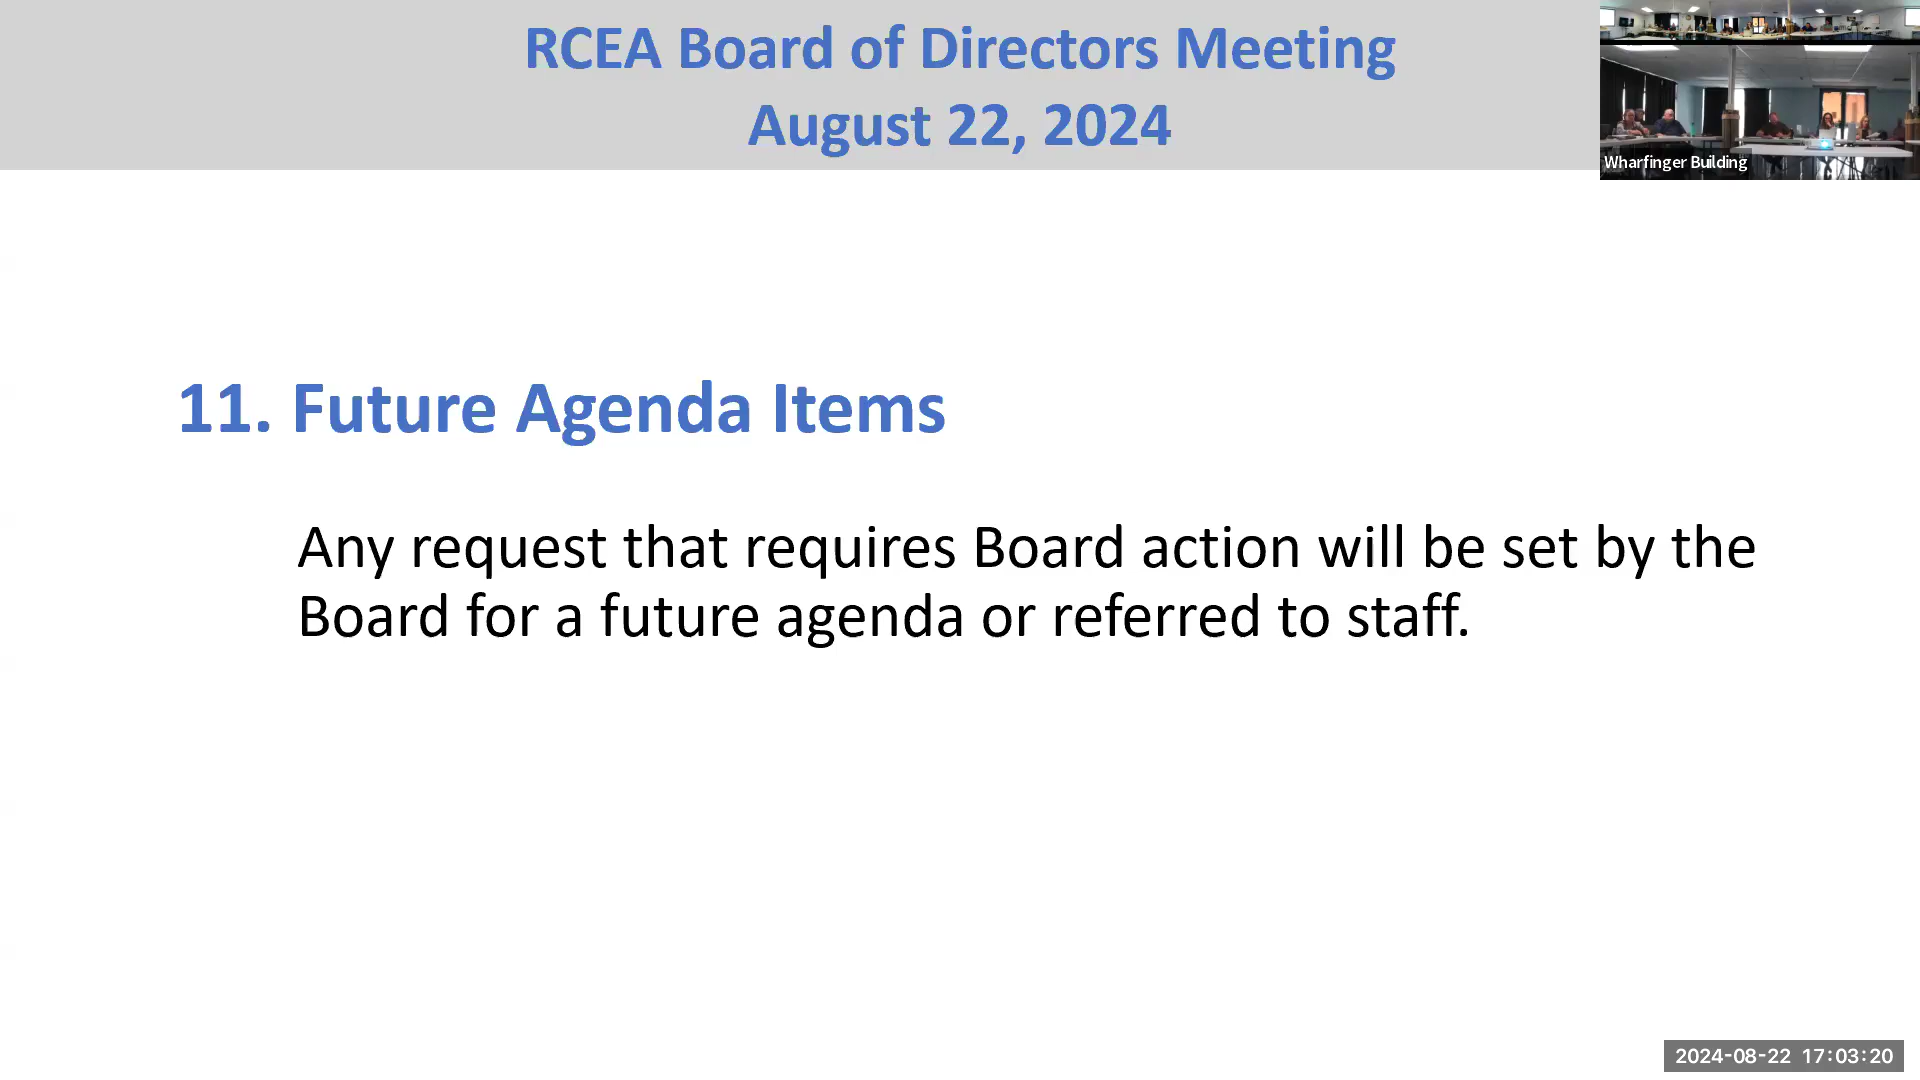 RCEA Board of Directors Meeting
August 22, 2024
Wharfinger Building
11. Future Agenda Items
Any request that requires Board action will be set by the
Board for a future agenda or referred to staff.
2024-08-22 17:03:20